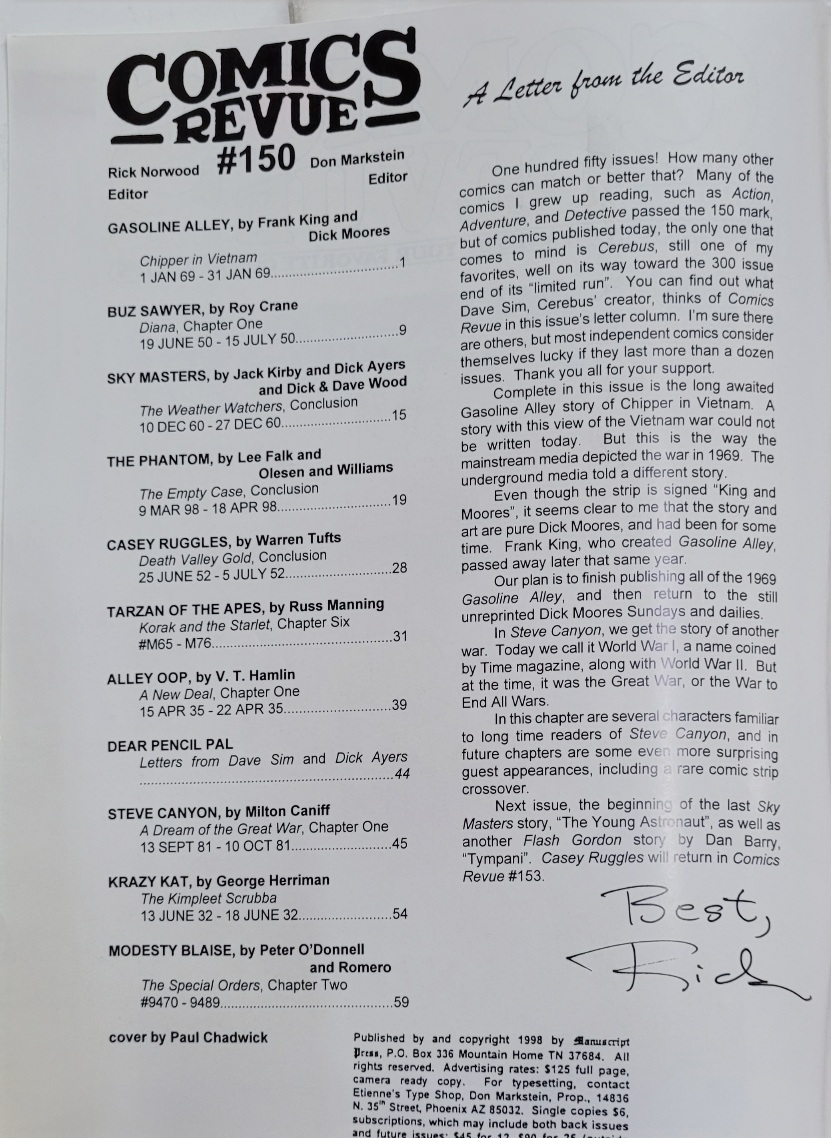 COMICS
REVUE
#150
Rick Norwood
Editor
Don Markstein
Editor
GASOLINE ALLEY, by Frank King and
Dick Moores
Chipper in Vietnam
1 JAN 69 - 31 JAN 69....................................1
BUZ SAWYER, by Roy Crane
Diana, Chapter One
19 JUNE 50 - 15 JULY 50..............................9
SKY MASTERS, by Jack Kirby and Dick Ayers
and Dick & Dave Wood
The Weather Watchers, Conclusion
10 DEC 60 - 27 DEC 60................................15
THE PHANTOM, by Lee Falk and
Olesen and Williams
The Empty Case, Conclusion
9 MAR 98 - 18 APR 98.................................19
CASEY RUGGLES, by Warren Tufts
Death Valley Gold, Conclusion
25 JUNE 52 - 5 JULY 52...............................28
TARZAN OF THE APES, by Russ Manning
Korak and the Starlet, Chapter Six
#M65 - M76....................................................31
ALLEY OOP, by V. T. Hamlin
A New Deal, Chapter One
15 APR 35 - 22 APR 35................................39
DEAR PENCIL PAL
Letters from Dave Sim and Dick Ayers
..................................................................44
STEVE CANYON, by Milton Caniff
A Dream of the Great War, Chapter One
13 SEPT 81 - 10 OCT 81..............................45
KRAZY KAT, by George Herriman
The Kimpleet Scrubba
13 JUNE 32 - 18 JUNE 32............................54
MODESTY BLAISE, by Peter O'Donnell
and Romero
The Special Orders, Chapter Two
#9470 - 9489................................................59
cover by Paul Chadwick
A Letter from the Editor
One hundred fifty issues! How many other
comics can match or better that? Many of the
comics I grew up reading, such as Action,
Adventure, and Detective passed the 150 mark,
but of comics published today, the only one that
comes to mind is Cerebus, still one of my
favorites, well on its way toward the 300 issue
end of its "limited run". You can find out what
Dave Sim, Cerebus' creator, thinks of Comics
Revue in this issue's letter column. I'm sure there
are others, but most independent comics consider
themselves lucky if they last more than a dozen
issues. Thank you all for your support.
Complete in this issue is the long awaited
Gasoline Alley story of Chipper in Vietnam. A
story with this view of the Vietnam war could not
be written today. But this is the way the
mainstream media depicted the war in 1969. The
underground media told a different story.
Even though the strip is signed "King and
Moores", it seems clear to me that the story and
art are pure Dick Moores, and had been for some
time. Frank King, who created Gasoline Alley,
passed away later that same year.
Our plan is to finish publishing all of the 1969
Gasoline Alley, and then return to the still
unreprinted Dick Moores Sundays and dailies.
In Steve Canyon, we get the story of another
war. Today we call it World War I, a name coined
by Time magazine, along with World War II. But
at the time, it was the Great War, or the War to
End All Wars.
In this chapter are several characters familiar
to long time readers of Steve Canyon, and in
future chapters are some even more surprising
guest appearances, including a rare comic strip
crossover.
Next issue, the beginning of the last Sky
Masters story, "The Young Astronaut", as well as
another Flash Gordon story by Dan Barry,
"Tympani". Casey Ruggles will return in Comics
Revue #153.
Best,
Rick
Published by and copyright 1998 by Manuscript
Press, P.O. Box 336 Mountain Home TN 37684. All
rights reserved. Advertising rates: $125 full page,
camera ready copy. For typesetting, contact
Etienne's Type Shop, Don Markstein, Prop., 14836
N. 35th Street, Phoenix AZ 85032. Single copies $6,
subscriptions, which may include both back issues
and future issues: $45 for 12, $90 for 25